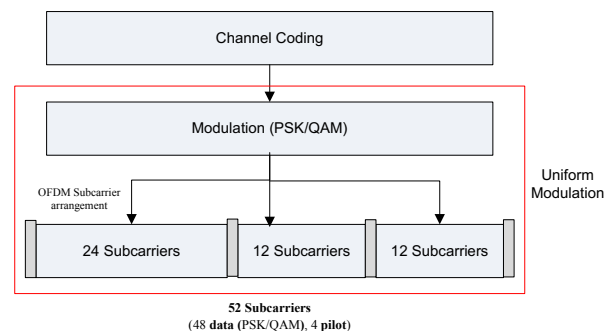 Channel Coding
Modulation (PSK/QAM)
OFDM Subcarrier
arrangement
Uniform
Modulation
24 Subcarriers
12 Subcarriers
12 Subcarriers
52 Subcarriers
(48 data (PSK/QAM), 4 pilot)